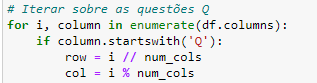 # Iterar sobre as questões Q
for i, column in enumerate(df.columns):
    if column.startswith('Q'):
        row = i // num_cols
        col = i % num_cols